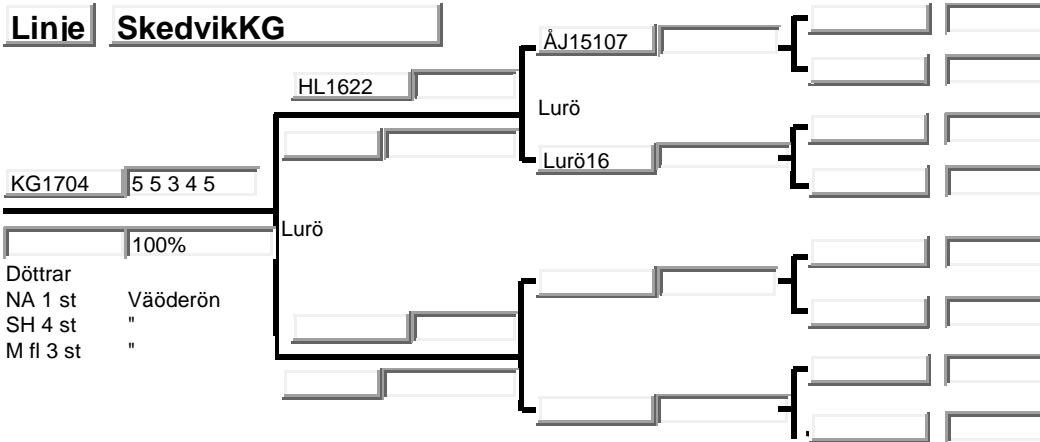 Linje SkedvikKG
ÅJ15107
HL1622
Lurö
Lurö16
KG1704 5 5 3 4 5
Lurö
100%
Döttrar
NA 1 st Väöderön
SH 4 st "
M fl 3 st "